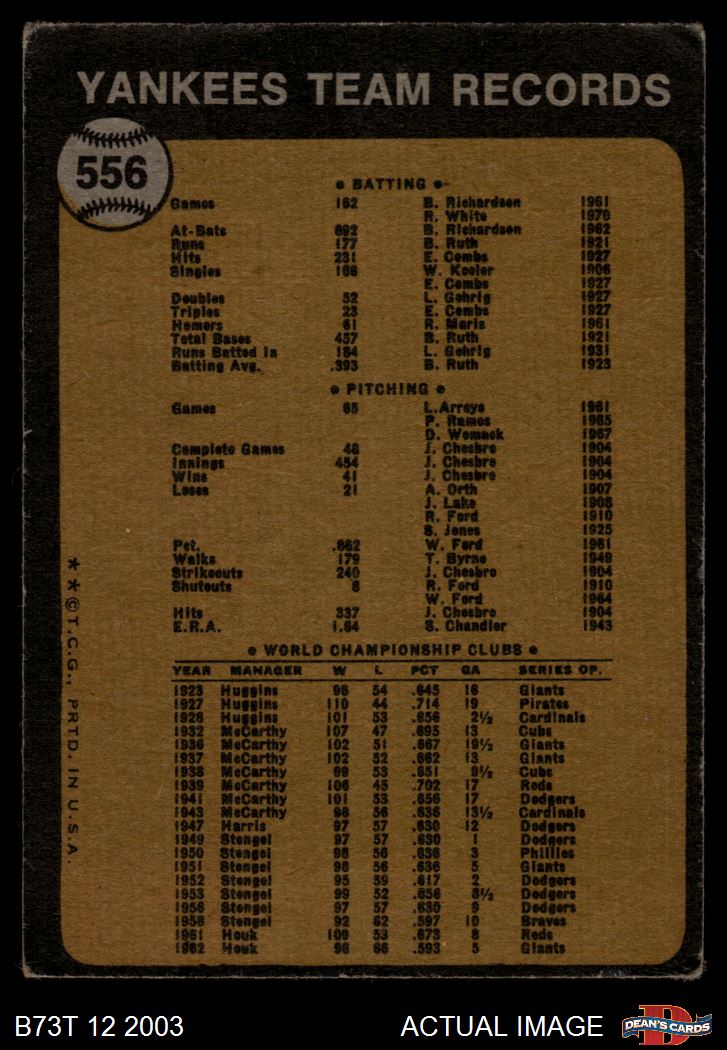 YANKEES TEAM RECORDS
556
● BATTING ●
Games 162 B. Richardson 1961
R. White 1970
At-Bats 692 B. Richardson 1962
Runs 177 B. Ruth 1921
Hits 231 E. Combs 1927
Singles 166 W. Keeler 1906
E. Combs 1927
Doubles 52 L. Gehrig 1927
Triples 23 E. Combs 1927
Homers 61 R. Maris 1961
Total Bases 457 B. Ruth 1921
Runs Batted In 184 L. Gehrig 1931
Batting Avg. .393 B. Ruth 1923
● PITCHING ●
Games 65 L. Arroyo 1961
P. Ramos 1965
D. Womack 1967
Complete Games 48 J. Chesbro 1904
Innings 454 J. Chesbro 1904
Wins 41 J. Chesbro 1904
Loses 21 A. Orth 1907
J. Lake 1908
R. Ford 1910
S. Jones 1925
Pct. .862 W. Ford 1961
Walks 179 T. Byrne 1949
Strikeouts 240 J. Chesbro 1904
Shutouts 8 R. Ford 1910
W. Ford 1964
Hits 337 J. Chesbro 1904
E.R.A. 1.64 S. Chandler 1943
● WORLD CHAMPIONSHIP CLUBS ●
YEAR MANAGER W L PCT GA SERIES OP.
1923 Huggins 98 54 .645 16 Giants
1927 Huggins 110 44 .714 19 Pirates
1928 Huggins 101 53 .656 2½ Cardinals
1932 McCarthy 107 47 .695 13 Cubs
1936 McCarthy 102 51 .667 19½ Giants
1937 McCarthy 102 52 .662 13 Giants
1938 McCarthy 99 53 .651 9½ Cubs
1939 McCarthy 106 45 .702 17 Reds
1941 McCarthy 101 53 .656 17 Dodgers
1943 McCarthy 98 56 .636 13½ Cardinals
1947 Harris 97 57 .630 12 Dodgers
1949 Stengel 97 57 .630 1 Dodgers
1950 Stengel 98 56 .636 3 Phillies
1951 Stengel 98 56 .636 5 Giants
1952 Stengel 95 59 .617 2 Dodgers
1953 Stengel 99 52 .656 8½ Dodgers
1956 Stengel 97 57 .630 9 Dodgers
1958 Stengel 92 62 .597 10 Braves
1961 Houk 109 53 .673 8 Reds
1962 Houk 96 66 .593 5 Giants
* * © T.C.G., PRTD. IN U.S.A.
B73T 12 2003
ACTUAL IMAGE
D
DEAN'S CARDS